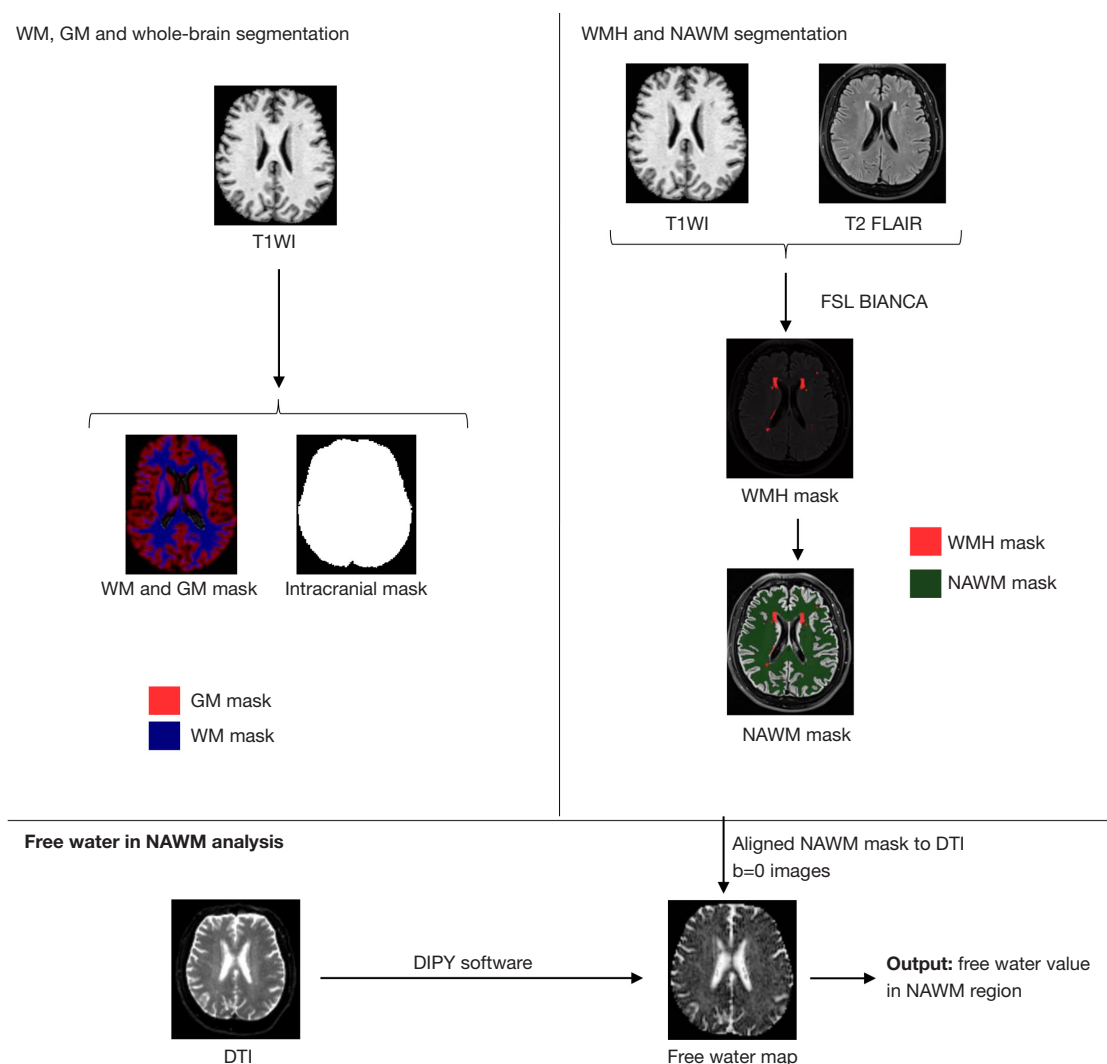 WM, GM and whole-brain segmentation
T1WI
WM and GM mask
Intracranial mask
GM mask
WM mask
WMH and NAWM segmentation
T1WI
T2 FLAIR
FSL BIANCA
WMH mask
WMH mask
NAWM mask
NAWM mask
Free water in NAWM analysis
Aligned NAWM mask to DTI
b=0 images
DIPY software
Output: free water value
in NAWM region
DTI
Free water map